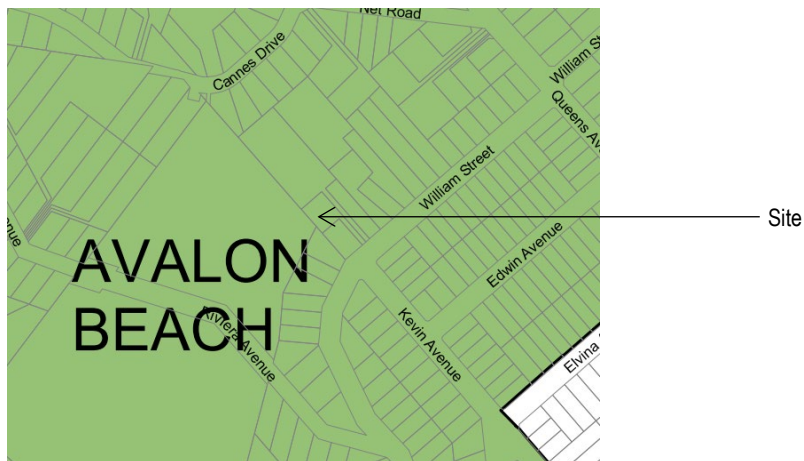 Net Road
Cannes Drive
William St
Queens Av
William Street
Site
Edwin Avenue
AVALON
BEACH
Riviera Avenue
Kevin Avenue
Elvina